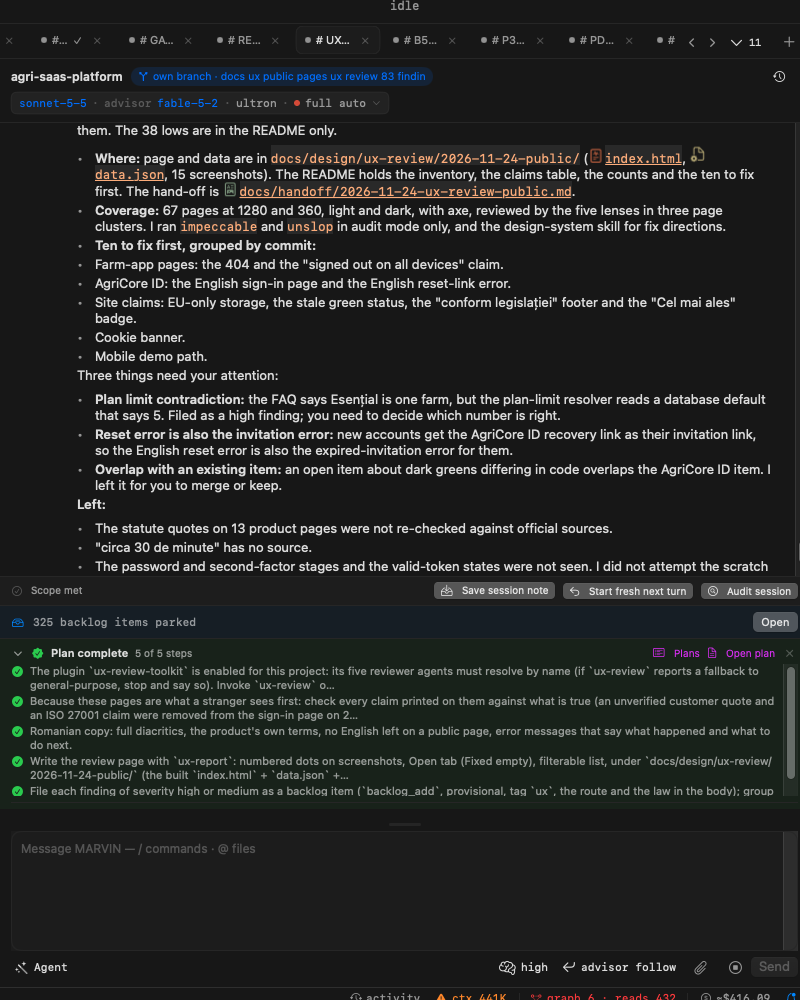 idle
#... ✓ × # GA... × # RE... × # UX... × # B5... × # P3... × # PD... × # 11 +
agri-saas-platform own branch · docs ux public pages ux review 83 findin
sonnet-5-5 · advisor fable-5-2 · ultron · full auto
them. The 38 lows are in the README only.
• Where: page and data are in docs/design/ux-review/2026-11-24-public/ (index.html,
data.json, 15 screenshots). The README holds the inventory, the claims table, the counts and the ten to fix
first. The hand-off is docs/handoff/2026-11-24-ux-review-public.md.
• Coverage: 67 pages at 1280 and 360, light and dark, with axe, reviewed by the five lenses in three page
clusters. I ran impeccable and unslop in audit mode only, and the design-system skill for fix directions.
• Ten to fix first, grouped by commit:
• Farm-app pages: the 404 and the "signed out on all devices" claim.
• AgriCore ID: the English sign-in page and the English reset-link error.
• Site claims: EU-only storage, the stale green status, the "conform legislației" footer and the "Cel mai ales"
badge.
• Cookie banner.
• Mobile demo path.
Three things need your attention:
• Plan limit contradiction: the FAQ says Esențial is one farm, but the plan-limit resolver reads a database default
that says 5. Filed as a high finding; you need to decide which number is right.
• Reset error is also the invitation error: new accounts get the AgriCore ID recovery link as their invitation link,
so the English reset error is also the expired-invitation error for them.
• Overlap with an existing item: an open item about dark greens differing in code overlaps the AgriCore ID item. I
left it for you to merge or keep.
Left:
• The statute quotes on 13 product pages were not re-checked against official sources.
• "circa 30 de minute" has no source.
• The password and second-factor stages and the valid-token states were not seen. I did not attempt the scratch
Scope met Save session note Start fresh next turn Audit session
325 backlog items parked Open
Plan complete 5 of 5 steps Plans Open plan ×
The plugin `ux-review-toolkit` is enabled for this project: its five reviewer agents must resolve by name (if `ux-review` reports a fallback to
general-purpose, stop and say so). Invoke `ux-review` o...
Because these pages are what a stranger sees first: check every claim printed on them against what is true (an unverified customer quote and
an ISO 27001 claim were removed from the sign-in page on 2...
Romanian copy: full diacritics, the product's own terms, no English left on a public page, error messages that say what happened and what to
do next.
Write the review page with `ux-report`: numbered dots on screenshots, Open tab (Fixed empty), filterable list, under `docs/design/ux-review/
2026-11-24-public/` (the built `index.html` + `data.json` +...
File each finding of severity high or medium as a backlog item (`backlog_add`, provisional, tag `ux`, the route and the law in the body); group
Message MARVIN — / commands · @ files
Agent high advisor follow Send
activity ctx 441K graph 6 · reads 432 ≈$416.09